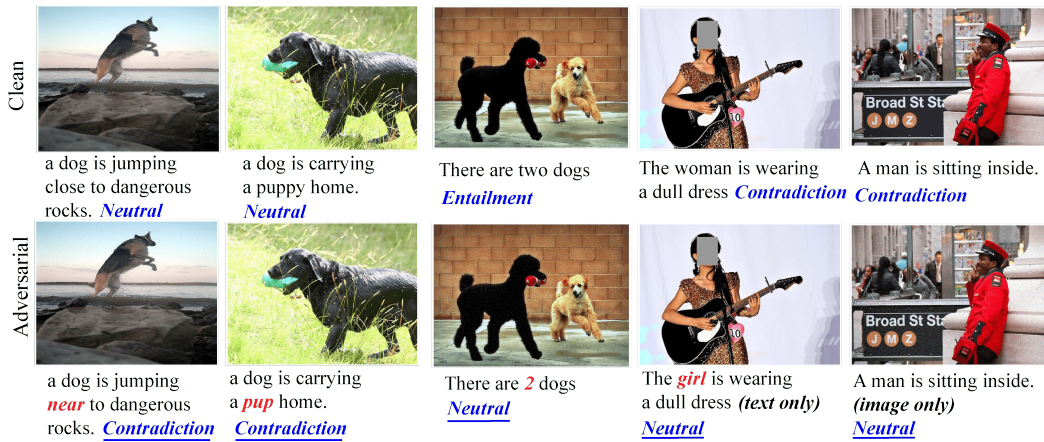 Clean
a dog is jumping
close to dangerous
rocks. Neutral
a dog is carrying
a puppy home.
Neutral
There are two dogs
Entailment
10
The woman is wearing
a dull dress Contradiction
Broad St Sta
J M Z
A man is sitting inside.
Contradiction
Adversarial
a dog is jumping
near to dangerous
rocks. Contradiction
a dog is carrying
a pup home.
Contradiction
There are 2 dogs
Neutral
10
The girl is wearing
a dull dress (text only)
Neutral
Broad St Sta
J M Z
A man is sitting inside.
(image only)
Neutral